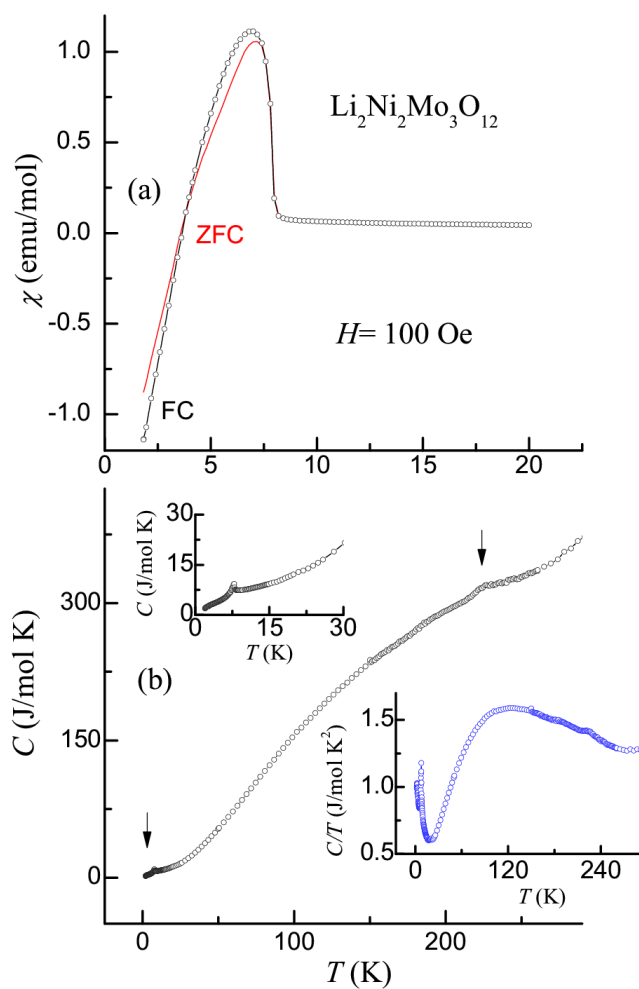 1.0
Li₂Ni₂Mo₃O₁₂
0.5
(a)
χ (emu/mol)
0.0
ZFC
-0.5
H= 100 Oe
FC
-1.0
0 5 10 15 20
C (J/mol K)
30
15
0
0 15 30
T (K)
300
(b)
C (J/mol K)
150
C/T (J/mol K²)
1.5
1.0
0.5
0 120 240
T (K)
0
0 100 200
T (K)